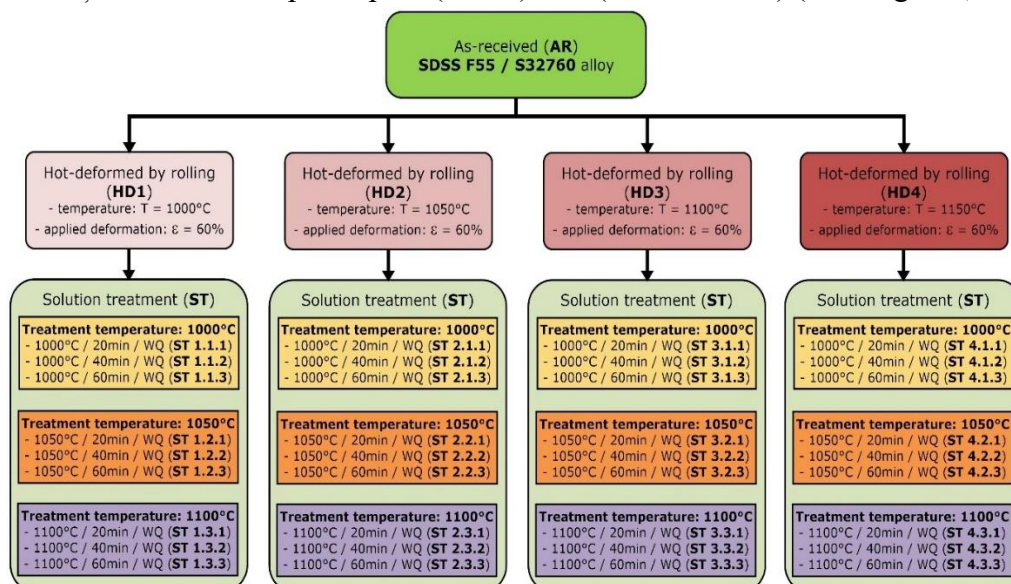 As-received (AR)
SDSS F55 / S32760 alloy
Hot-deformed by rolling
(HD1)
- temperature: T = 1000°C
- applied deformation: ε = 60%
Hot-deformed by rolling
(HD2)
- temperature: T = 1050°C
- applied deformation: ε = 60%
Hot-deformed by rolling
(HD3)
- temperature: T = 1100°C
- applied deformation: ε = 60%
Hot-deformed by rolling
(HD4)
- temperature: T = 1150°C
- applied deformation: ε = 60%
Solution treatment (ST)
Treatment temperature: 1000°C
- 1000°C / 20min / WQ (ST 1.1.1)
- 1000°C / 40min / WQ (ST 1.1.2)
- 1000°C / 60min / WQ (ST 1.1.3)
Treatment temperature: 1050°C
- 1050°C / 20min / WQ (ST 1.2.1)
- 1050°C / 40min / WQ (ST 1.2.2)
- 1050°C / 60min / WQ (ST 1.2.3)
Treatment temperature: 1100°C
- 1100°C / 20min / WQ (ST 1.3.1)
- 1100°C / 40min / WQ (ST 1.3.2)
- 1100°C / 60min / WQ (ST 1.3.3)
Solution treatment (ST)
Treatment temperature: 1000°C
- 1000°C / 20min / WQ (ST 2.1.1)
- 1000°C / 40min / WQ (ST 2.1.2)
- 1000°C / 60min / WQ (ST 2.1.3)
Treatment temperature: 1050°C
- 1050°C / 20min / WQ (ST 2.2.1)
- 1050°C / 40min / WQ (ST 2.2.2)
- 1050°C / 60min / WQ (ST 2.2.3)
Treatment temperature: 1100°C
- 1100°C / 20min / WQ (ST 2.3.1)
- 1100°C / 40min / WQ (ST 2.3.2)
- 1100°C / 60min / WQ (ST 2.3.3)
Solution treatment (ST)
Treatment temperature: 1000°C
- 1000°C / 20min / WQ (ST 3.1.1)
- 1000°C / 40min / WQ (ST 3.1.2)
- 1000°C / 60min / WQ (ST 3.1.3)
Treatment temperature: 1050°C
- 1050°C / 20min / WQ (ST 3.2.1)
- 1050°C / 40min / WQ (ST 3.2.2)
- 1050°C / 60min / WQ (ST 3.2.3)
Treatment temperature: 1100°C
- 1100°C / 20min / WQ (ST 3.3.1)
- 1100°C / 40min / WQ (ST 3.3.2)
- 1100°C / 60min / WQ (ST 3.3.3)
Solution treatment (ST)
Treatment temperature: 1000°C
- 1000°C / 20min / WQ (ST 4.1.1)
- 1000°C / 40min / WQ (ST 4.1.2)
- 1000°C / 60min / WQ (ST 4.1.3)
Treatment temperature: 1050°C
- 1050°C / 20min / WQ (ST 4.2.1)
- 1050°C / 40min / WQ (ST 4.2.2)
- 1050°C / 60min / WQ (ST 4.2.3)
Treatment temperature: 1100°C
- 1100°C / 20min / WQ (ST 4.3.1)
- 1100°C / 40min / WQ (ST 4.3.2)
- 1100°C / 60min / WQ (ST 4.3.3)